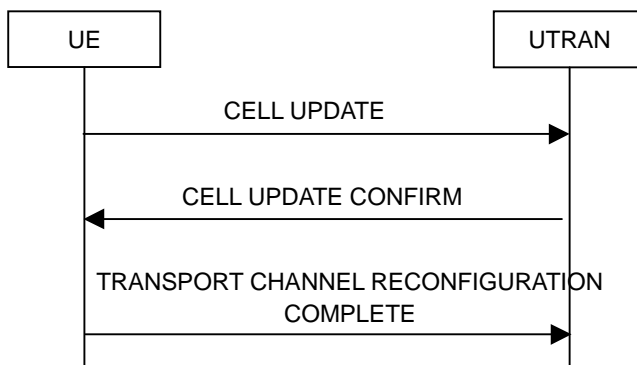 UE
UTRAN
CELL UPDATE
CELL UPDATE CONFIRM
TRANSPORT CHANNEL RECONFIGURATION
COMPLETE